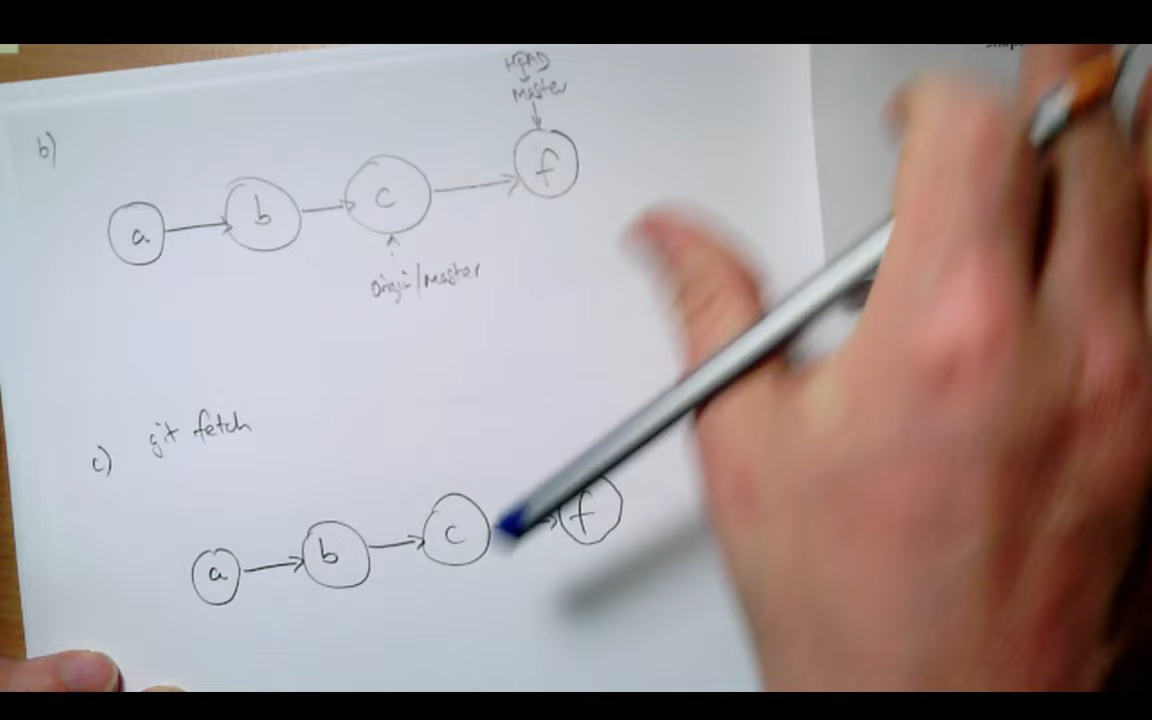 b)
HEAD
master
a b c f
origin/master
c) git fetch
a b c f